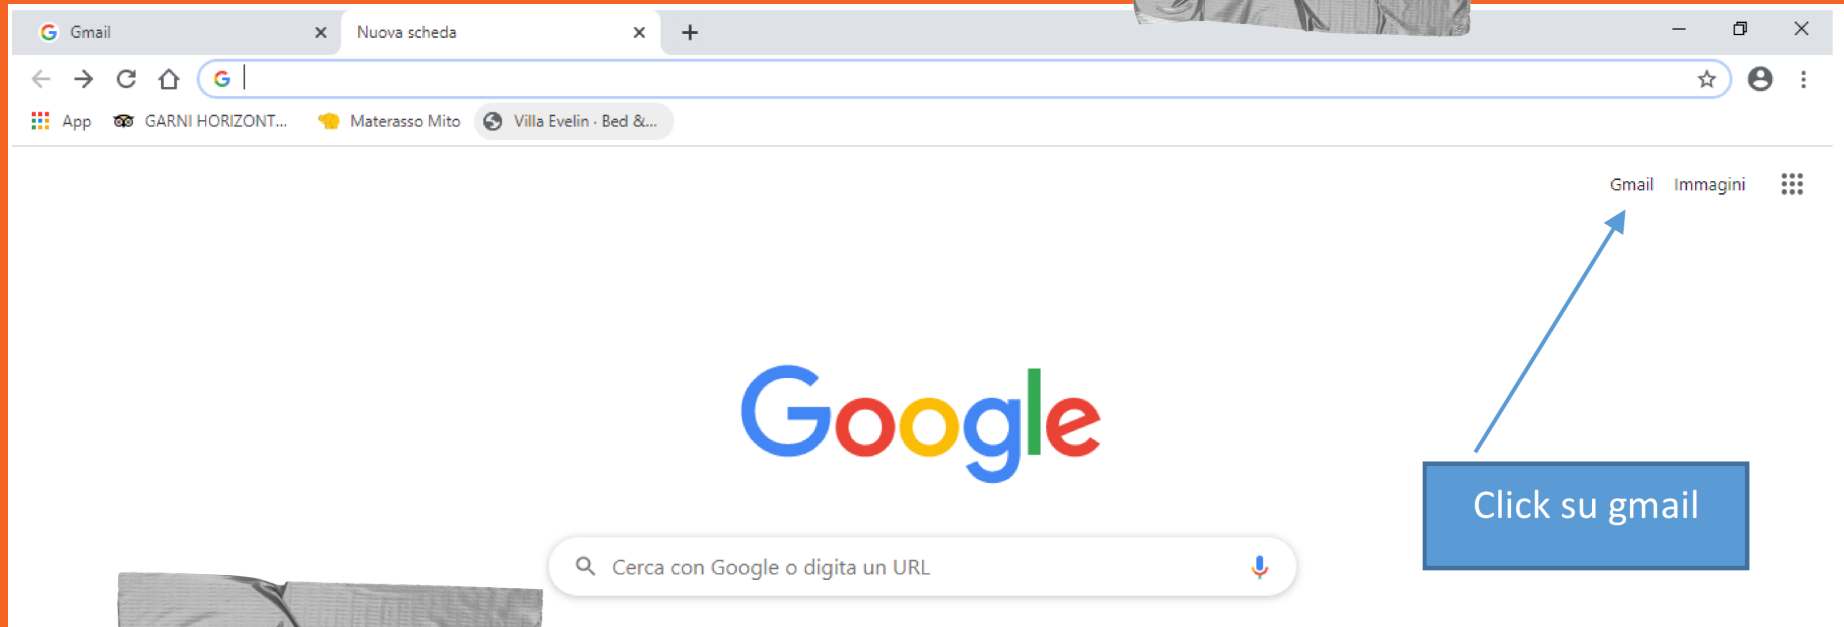 Gmail
Nuova scheda
App
GARNI HORIZONT...
Materasso Mito
Villa Evelin · Bed &...
Gmail
Immagini
Google
Click su gmail
Cerca con Google o digita un URL